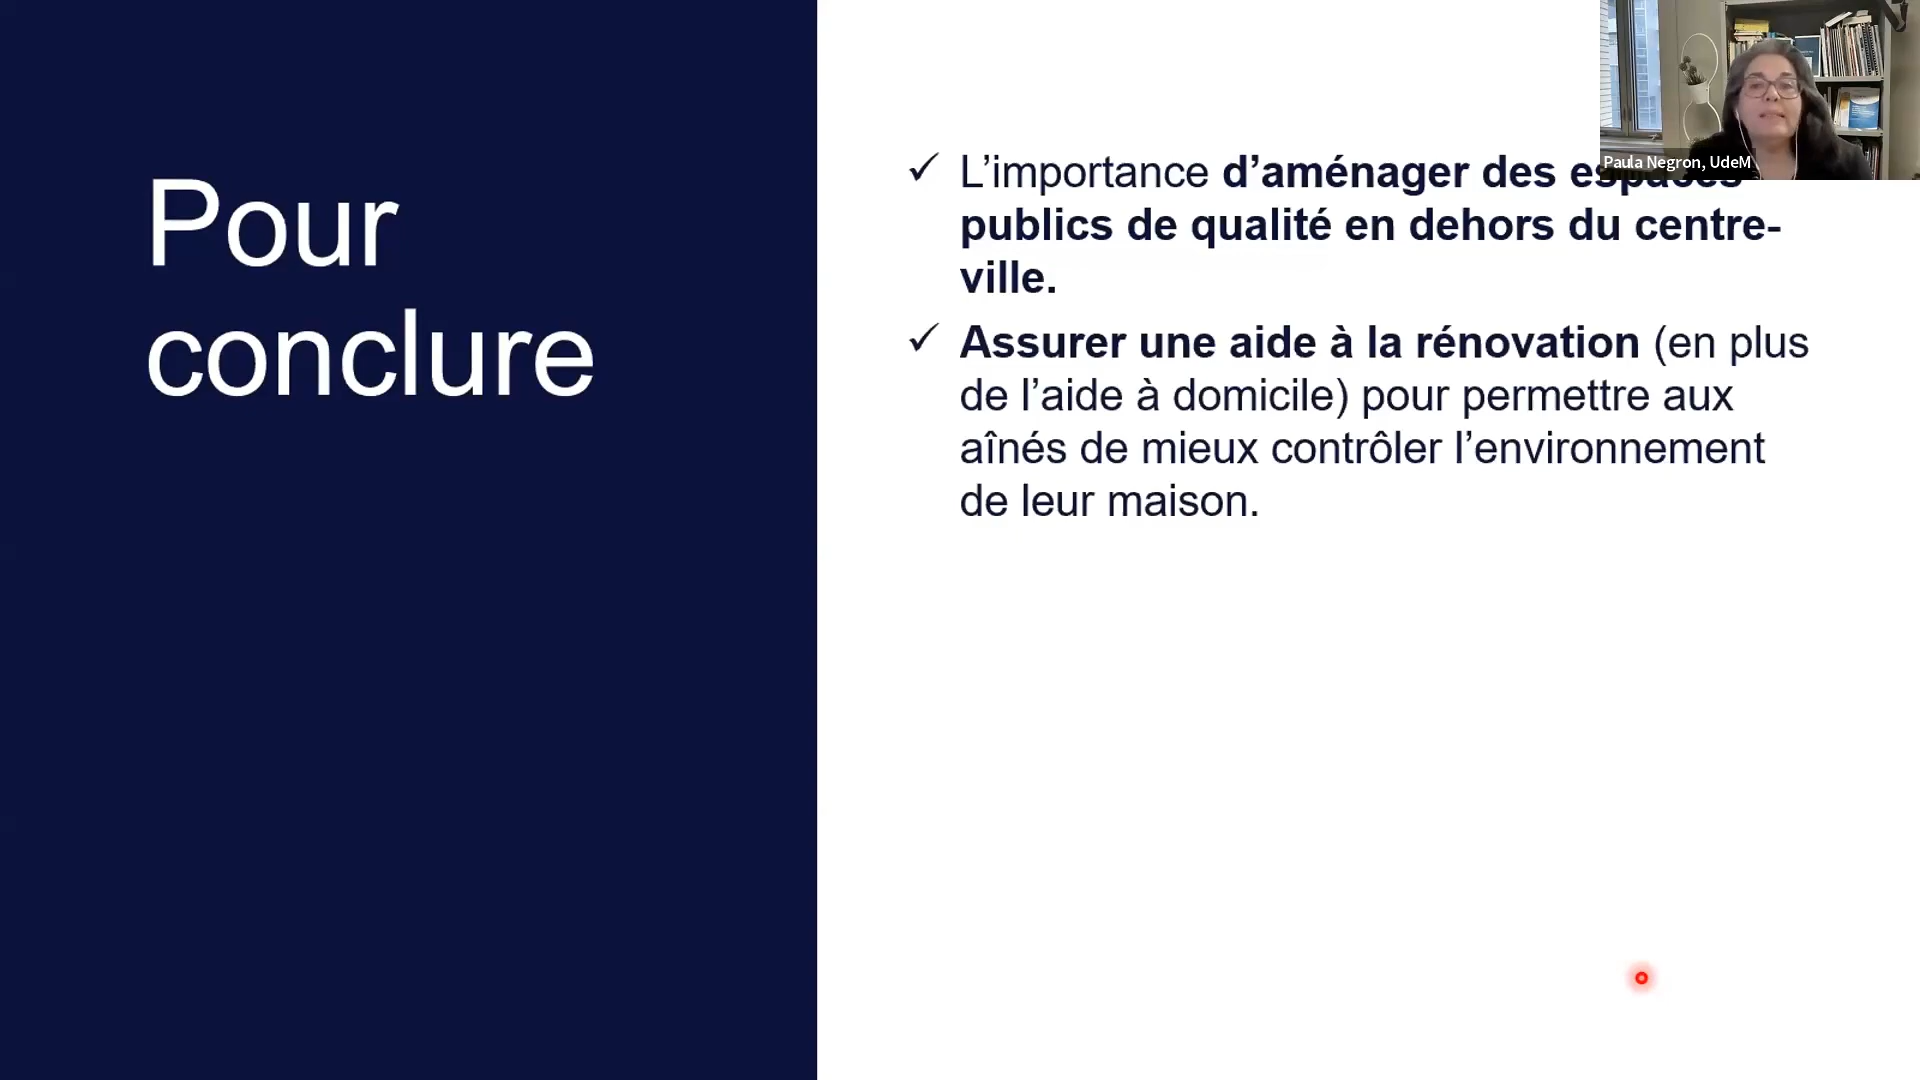 Pour
conclure
✓ L’importance d’aménager des espaces
publics de qualité en dehors du centre-
ville.
✓ Assurer une aide à la rénovation (en plus
de l’aide à domicile) pour permettre aux
aînés de mieux contrôler l’environnement
de leur maison.
Paula Negron, UdeM